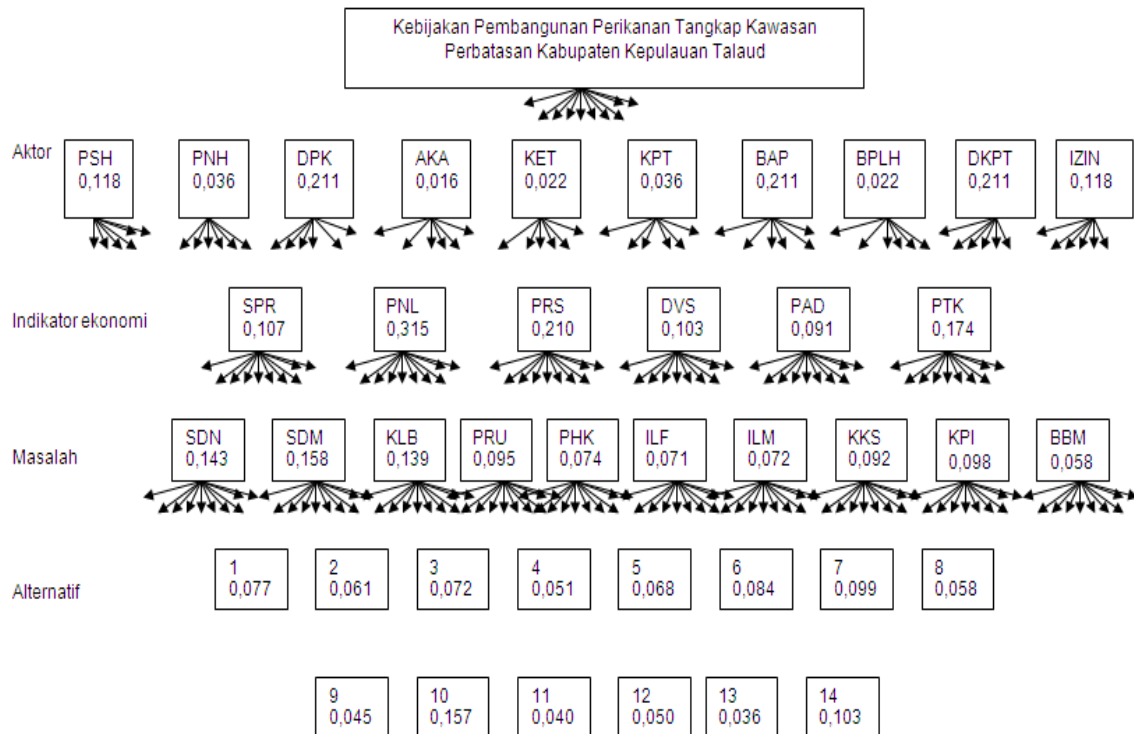 Kebijakan Pembangunan Perikanan Tangkap Kawasan
Perbatasan Kabupaten Kepulauan Talaud
Aktor
PSH
0,118
PNH
0,036
DPK
0,211
AKA
0,016
KET
0,022
KPT
0,036
BAP
0,211
BPLH
0,022
DKPT
0,211
IZIN
0,118
Indikator ekonomi
SPR
0,107
PNL
0,315
PRS
0,210
DVS
0,103
PAD
0,091
PTK
0,174
Masalah
SDN
0,143
SDM
0,158
KLB
0,139
PRU
0,095
PHK
0,074
ILF
0,071
ILM
0,072
KKS
0,092
KPI
0,098
BBM
0,058
Alternatif
1
0,077
2
0,061
3
0,072
4
0,051
5
0,068
6
0,084
7
0,099
8
0,058
9
0,045
10
0,157
11
0,040
12
0,050
13
0,036
14
0,103